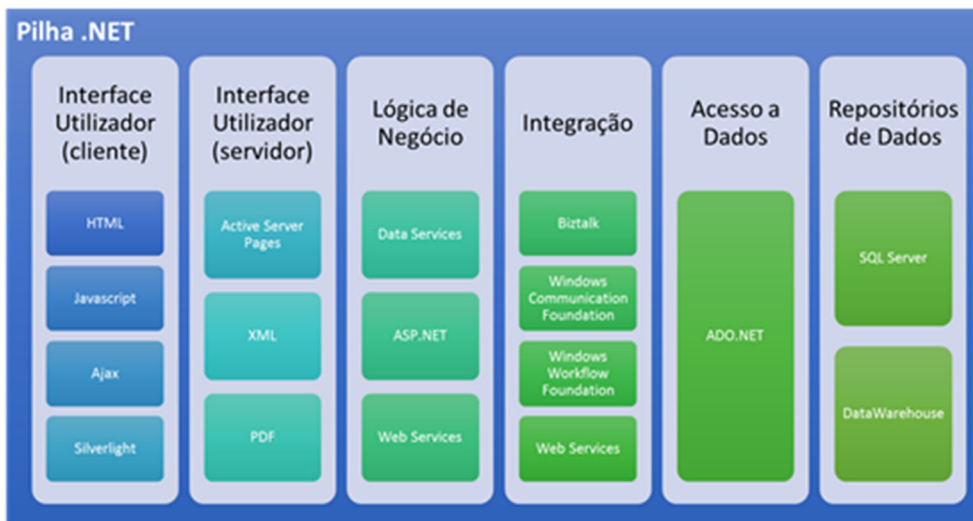 Pilha .NET
Interface
Utilizador
(cliente)
HTML
Javascript
Ajax
Silverlight
Interface
Utilizador
(servidor)
Active Server
Pages
XML
PDF
Lógica de
Negócio
Data Services
ASP.NET
Web Services
Integração
Biztalk
Windows
Communication
Foundation
Windows
Workflow
Foundation
Web Services
Acesso a
Dados
ADO.NET
Repositórios
de Dados
SQL Server
DataWarehouse